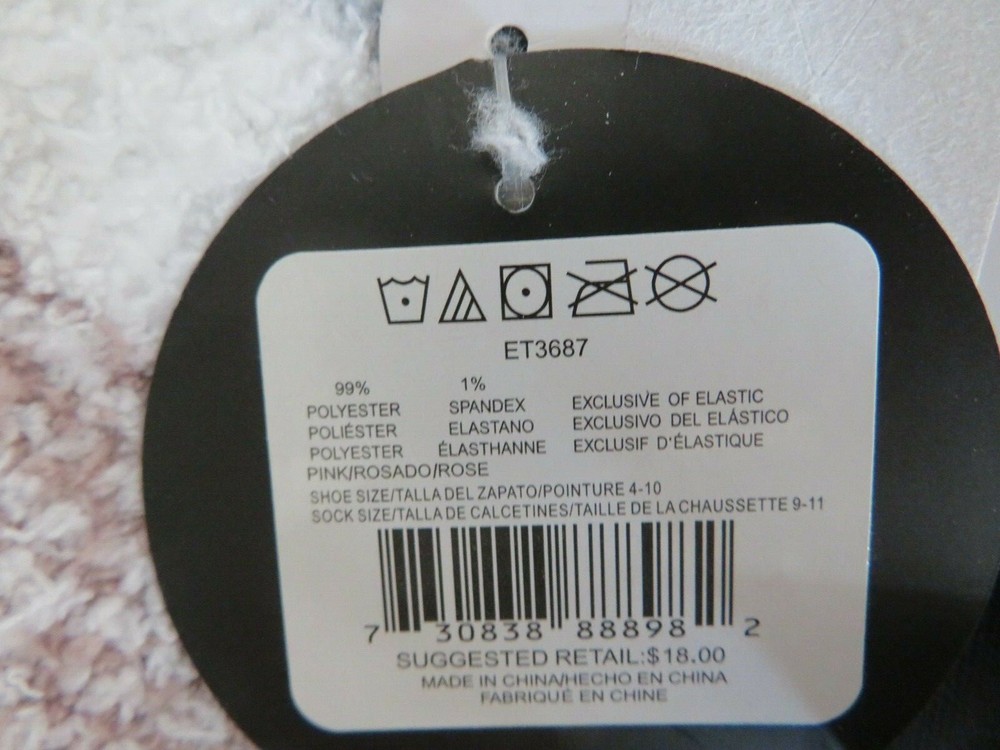 ET3687
99% 1%
POLYESTER SPANDEX EXCLUSIVE OF ELASTIC
POLIÉSTER ELASTANO EXCLUSIVO DEL ELÁSTICO
POLYESTER ÉLASTHANNE EXCLUSIF D'ÉLASTIQUE
PINK/ROSADO/ROSE
SHOE SIZE/TALLA DEL ZAPATO/POINTURE 4-10
SOCK SIZE/TALLA DE CALCETINES/TAILLE DE LA CHAUSSETTE 9-11
7 30838 88898 2
SUGGESTED RETAIL:$18.00
MADE IN CHINA/HECHO EN CHINA
FABRIQUÉ EN CHINE